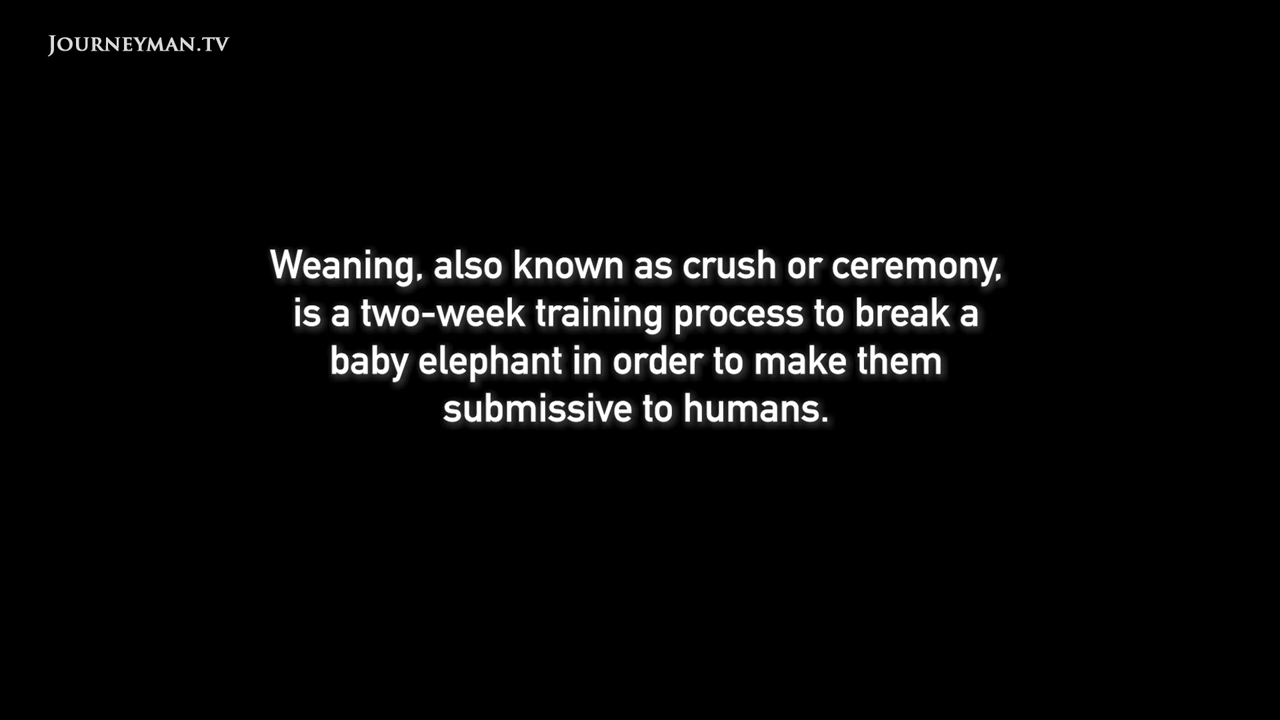 JOURNEYMAN.TV
Weaning, also known as crush or ceremony,
is a two-week training process to break a
baby elephant in order to make them
submissive to humans.